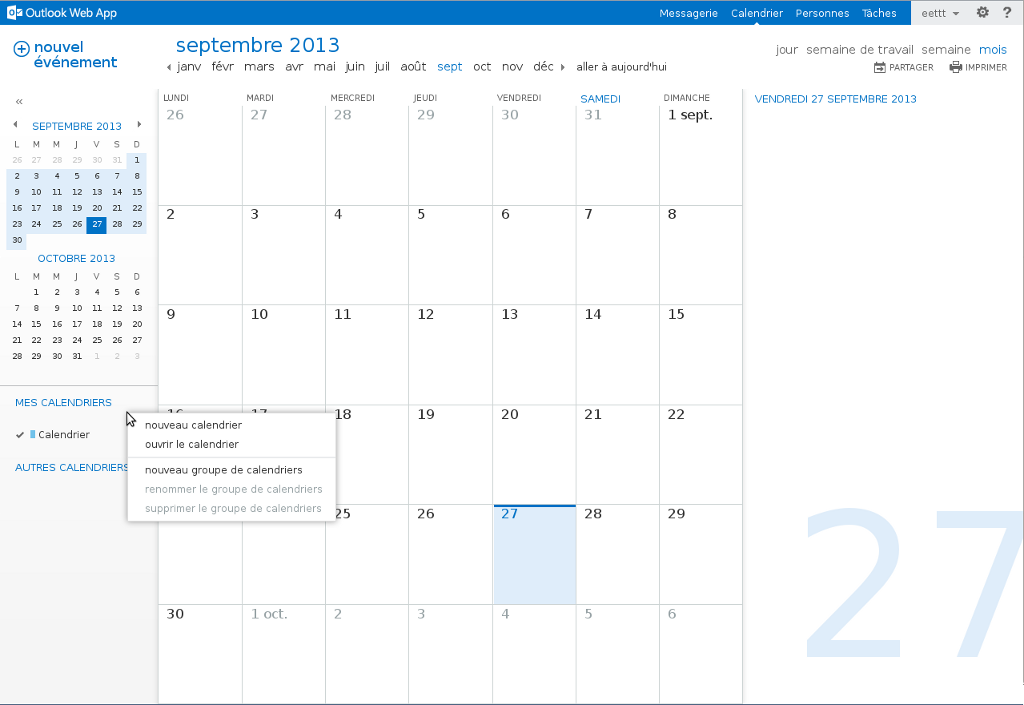 Outlook Web App
Messagerie Calendrier Personnes Tâches eettt ?
nouvel
événement
septembre 2013
janv févr mars avr mai juin juil août sept oct nov déc aller à aujourd'hui
jour semaine de travail semaine mois
PARTAGER IMPRIMER
«
SEPTEMBRE 2013
L M M J V S D
26 27 28 29 30 31 1
2 3 4 5 6 7 8
9 10 11 12 13 14 15
16 17 18 19 20 21 22
23 24 25 26 27 28 29
30
OCTOBRE 2013
L M M J V S D
1 2 3 4 5 6
7 8 9 10 11 12 13
14 15 16 17 18 19 20
21 22 23 24 25 26 27
28 29 30 31 1 2 3
MES CALENDRIERS
Calendrier
AUTRES CALENDRIERS
nouveau calendrier
ouvrir le calendrier
nouveau groupe de calendriers
renommer le groupe de calendriers
supprimer le groupe de calendriers
LUNDI MARDI MERCREDI JEUDI VENDREDI SAMEDI DIMANCHE
26 27 28 29 30 31 1 sept.
2 3 4 5 6 7 8
9 10 11 12 13 14 15
16 17 18 19 20 21 22
25 26 27 28 29
30 1 oct. 2 3 4 5 6
VENDREDI 27 SEPTEMBRE 2013
27